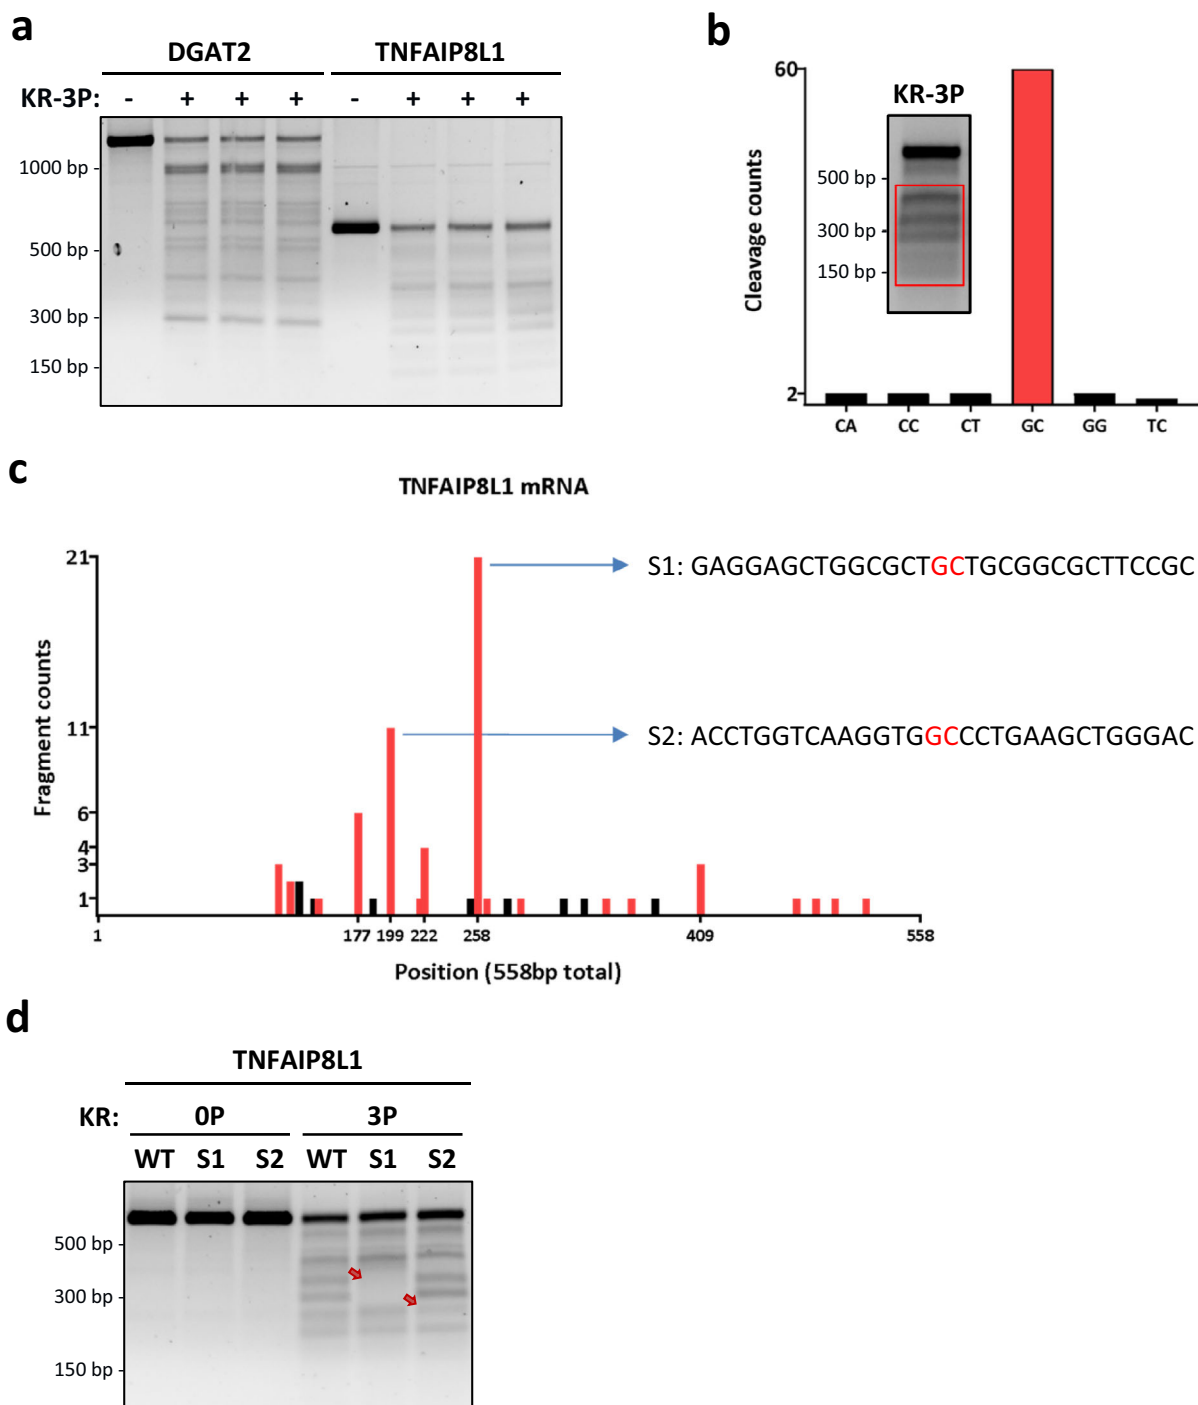 a
DGAT2 TNFAIP8L1
KR-3P: - + + + - + + +
1000 bp -
500 bp -
300 bp -
150 bp -
b
60
Cleavage counts
2
KR-3P
500 bp -
300 bp -
150 bp -
CA CC CT GC GG TC
c
TNFAIP8L1 mRNA
Fragment counts
21
11
6
4
3
1
S1: GAGGAGCTGGCGCTGCTGCGGCGCTTCCGC
S2: ACCTGGTCAAGGTGGCCCTGAAGCTGGGAC
1 177 199 222 258 409 558
Position (558bp total)
d
TNFAIP8L1
KR: 0P 3P
WT S1 S2 WT S1 S2
500 bp -
300 bp -
150 bp -